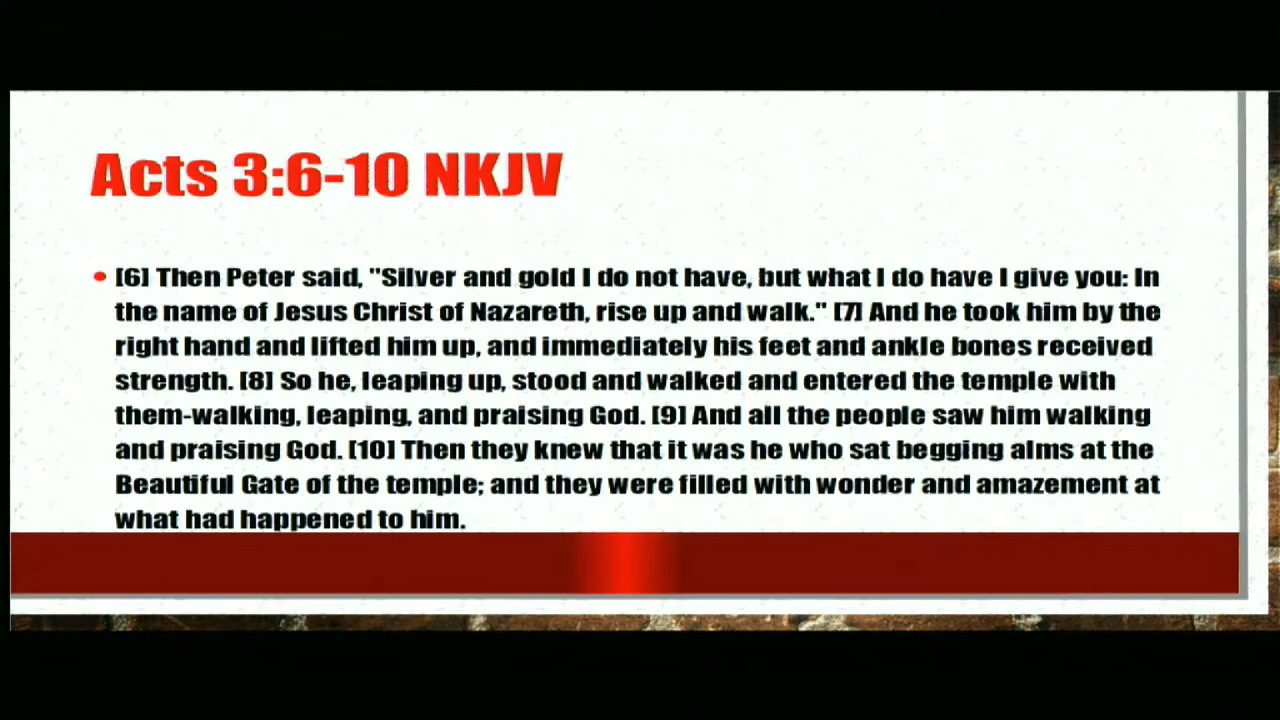 Acts 3:6-10 NKJV
• [6] Then Peter said, "Silver and gold I do not have, but what I do have I give you: In
the name of Jesus Christ of Nazareth, rise up and walk." [7] And he took him by the
right hand and lifted him up, and immediately his feet and ankle bones received
strength. [8] So he, leaping up, stood and walked and entered the temple with
them-walking, leaping, and praising God. [9] And all the people saw him walking
and praising God. [10] Then they knew that it was he who sat begging alms at the
Beautiful Gate of the temple; and they were filled with wonder and amazement at
what had happened to him.